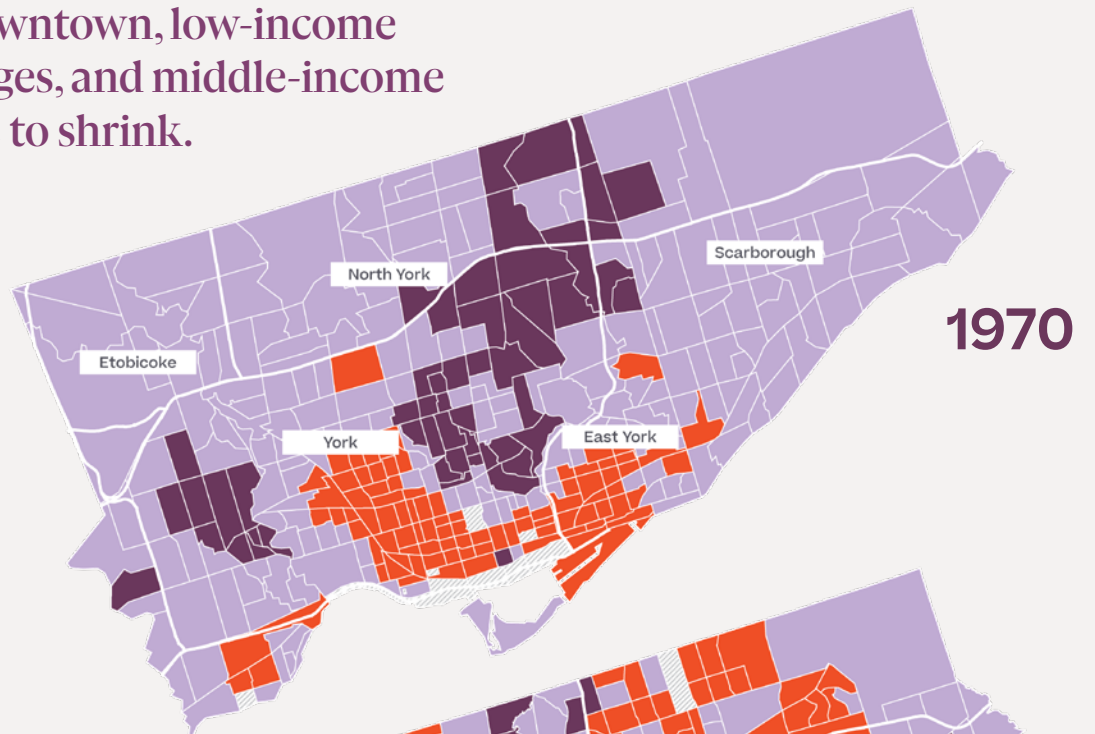 wntown, low-income
ges, and middle-income
to shrink.
North York
Scarborough
1970
Etobicoke
York
East York